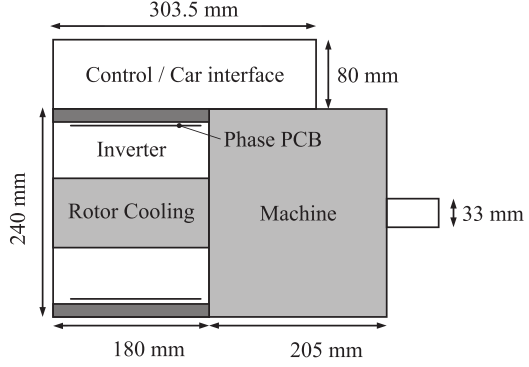 303.5 mm
Control / Car interface
80 mm
Phase PCB
Inverter
240 mm
Rotor Cooling
Machine
33 mm
180 mm
205 mm